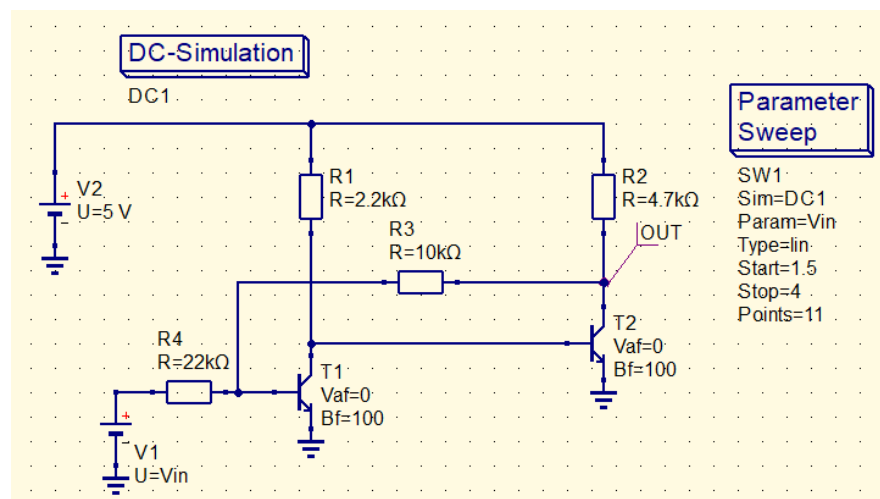 DC-Simulation
DC1
Parameter
Sweep
SW1
Sim=DC1
Param=Vin
Type=lin
Start=1.5
Stop=4
Points=11
V2
U=5 V
R1
R=2.2kΩ
R2
R=4.7kΩ
R3
R=10kΩ
OUT
R4
R=22kΩ
T1
Vaf=0
Bf=100
T2
Vaf=0
Bf=100
V1
U=Vin